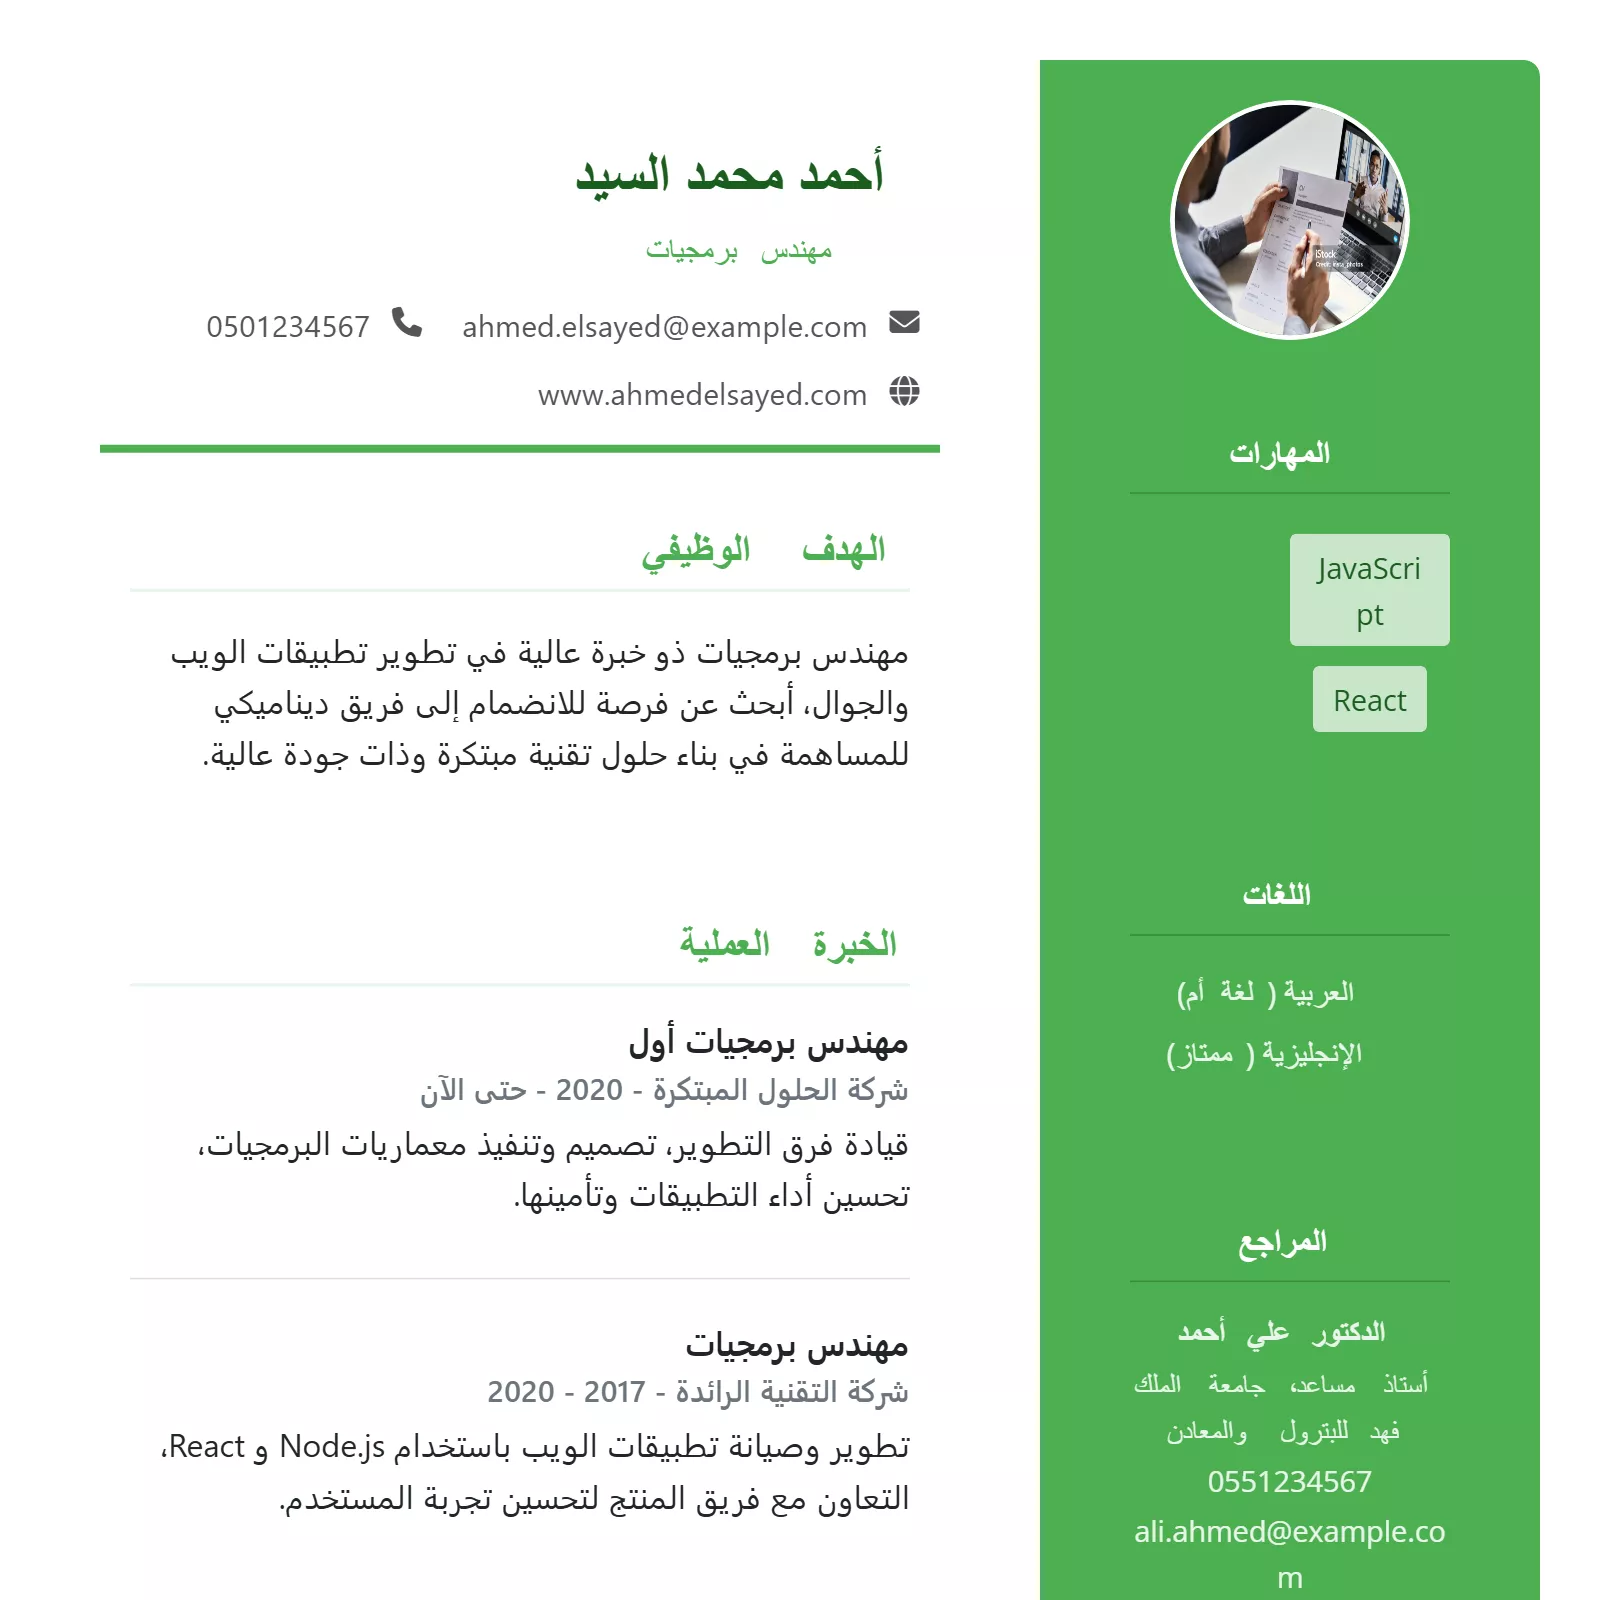 أحمد محمد السيد
مهندس برمجيات
ahmed.elsayed@example.com 0501234567
www.ahmedelsayed.com
الهدف الوظيفي
مهندس برمجيات ذو خبرة عالية في تطوير تطبيقات الويب
والجوال، أبحث عن فرصة للانضمام إلى فريق ديناميكي
للمساهمة في بناء حلول تقنية مبتكرة وذات جودة عالية.
الخبرة العملية
مهندس برمجيات أول
شركة الحلول المبتكرة - 2020 - حتى الآن
قيادة فرق التطوير، تصميم وتنفيذ معماريات البرمجيات،
تحسين أداء التطبيقات وتأمينها.
مهندس برمجيات
شركة التقنية الرائدة - 2017 - 2020
تطوير وصيانة تطبيقات الويب باستخدام Node.js و React،
التعاون مع فريق المنتج لتحسين تجربة المستخدم.
iStock
Credit: insta_photos
المهارات
JavaScri
pt
React
اللغات
العربية ( لغة أم)
الإنجليزية ( ممتاز)
المراجع
الدكتور علي أحمد
أستاذ مساعد، جامعة الملك
فهد للبترول والمعادن
0551234567
ali.ahmed@example.co
m